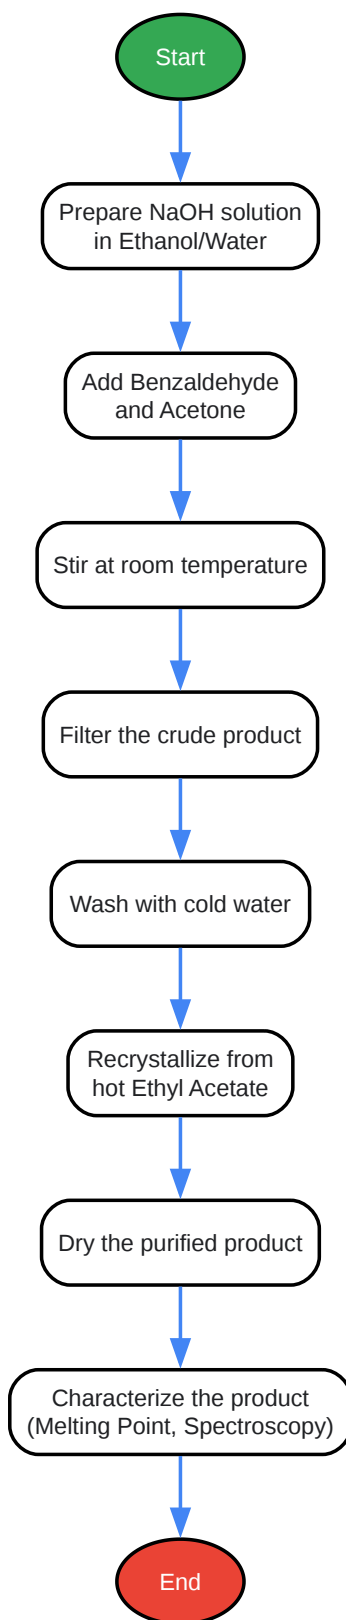 Start
Prepare NaOH solution
in Ethanol/Water
Add Benzaldehyde
and Acetone
Stir at room temperature
Filter the crude product
Wash with cold water
Recrystallize from
hot Ethyl Acetate
Dry the purified product
Characterize the product
(Melting Point, Spectroscopy)
End